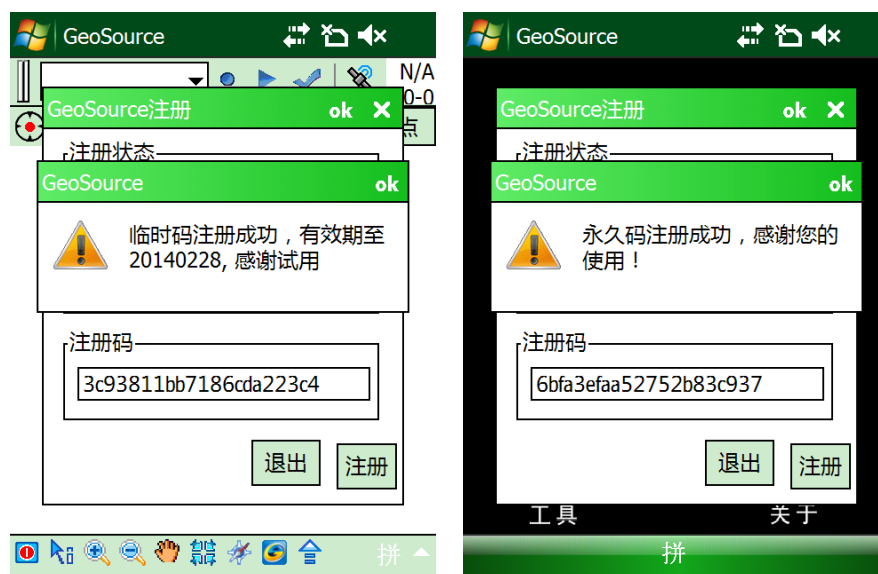 GeoSource
N/A
0-0
点
GeoSource注册
ok
注册状态
GeoSource
ok
临时码注册成功，有效期至
20140228, 感谢试用
注册码
3c93811bb7186cda223c4
退出
注册
拼
GeoSource
GeoSource注册
ok
注册状态
GeoSource
ok
永久码注册成功，感谢您的
使用！
注册码
6bfa3efaa52752b83c937
退出
注册
工具
关于
拼